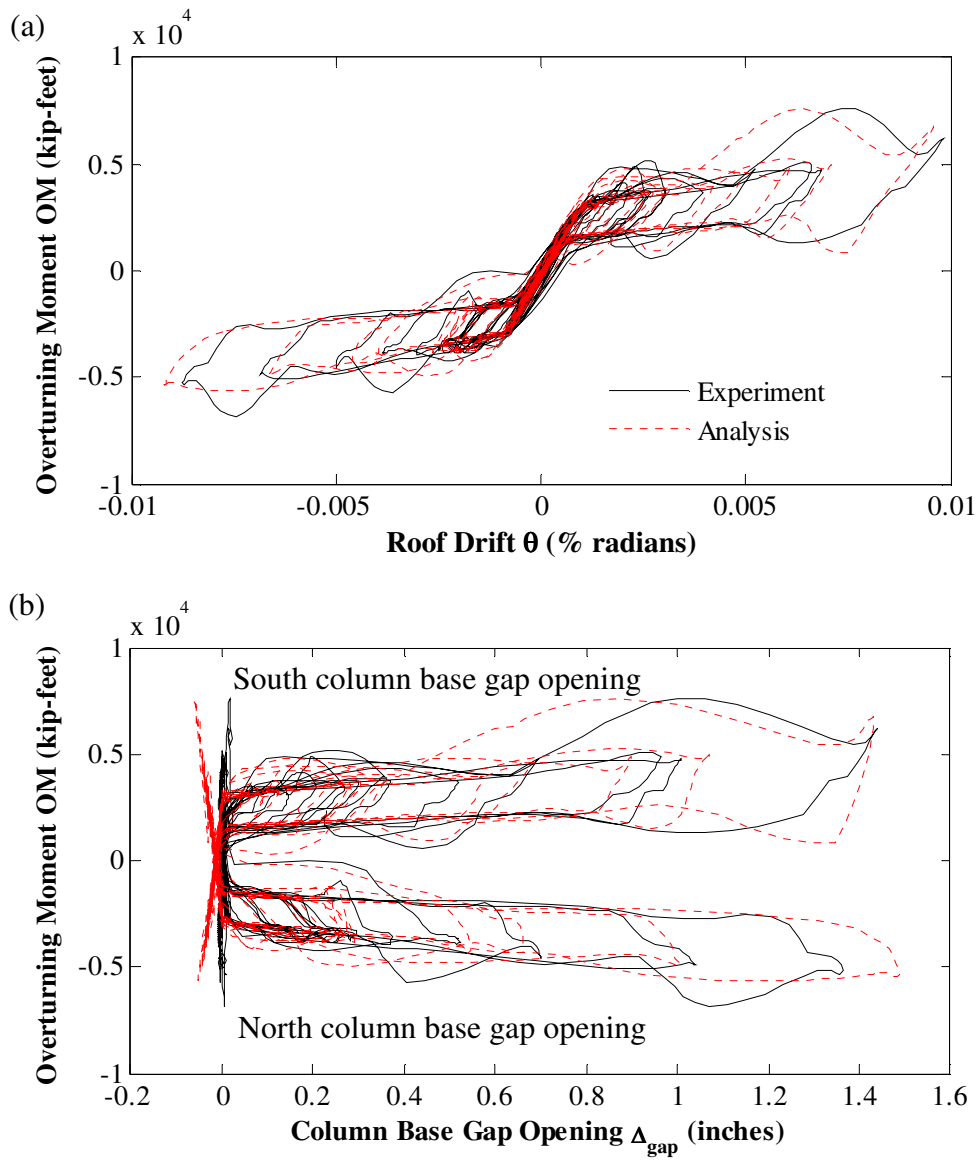 (a)
x 10^4
1
0.5
0
-0.5
-1
-0.01
-0.005
0
0.005
0.01
Overturning Moment OM (kip-feet)
Experiment
Analysis
Roof Drift θ (% radians)
(b)
x 10^4
1
0.5
0
-0.5
-1
-0.2
0
0.2
0.4
0.6
0.8
1
1.2
1.4
1.6
Overturning Moment OM (kip-feet)
South column base gap opening
North column base gap opening
Column Base Gap Opening Δgap (inches)